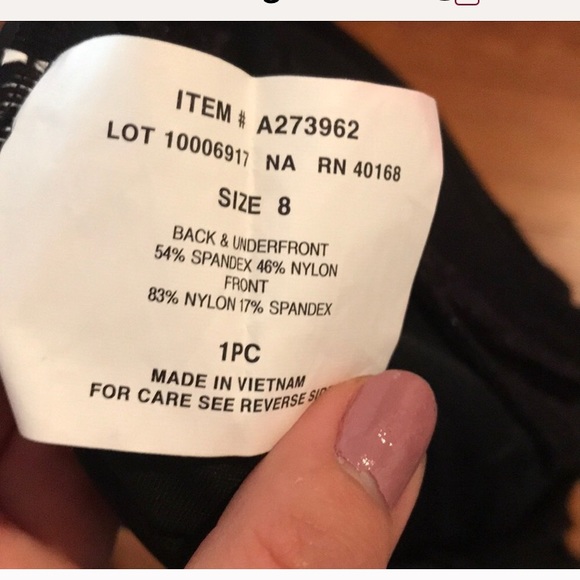 ITEM # A273962
LOT 10006917 NA RN 40168
SIZE 8
BACK & UNDERFRONT
54% SPANDEX 46% NYLON
FRONT
83% NYLON 17% SPANDEX
1PC
MADE IN VIETNAM
FOR CARE SEE REVERSE